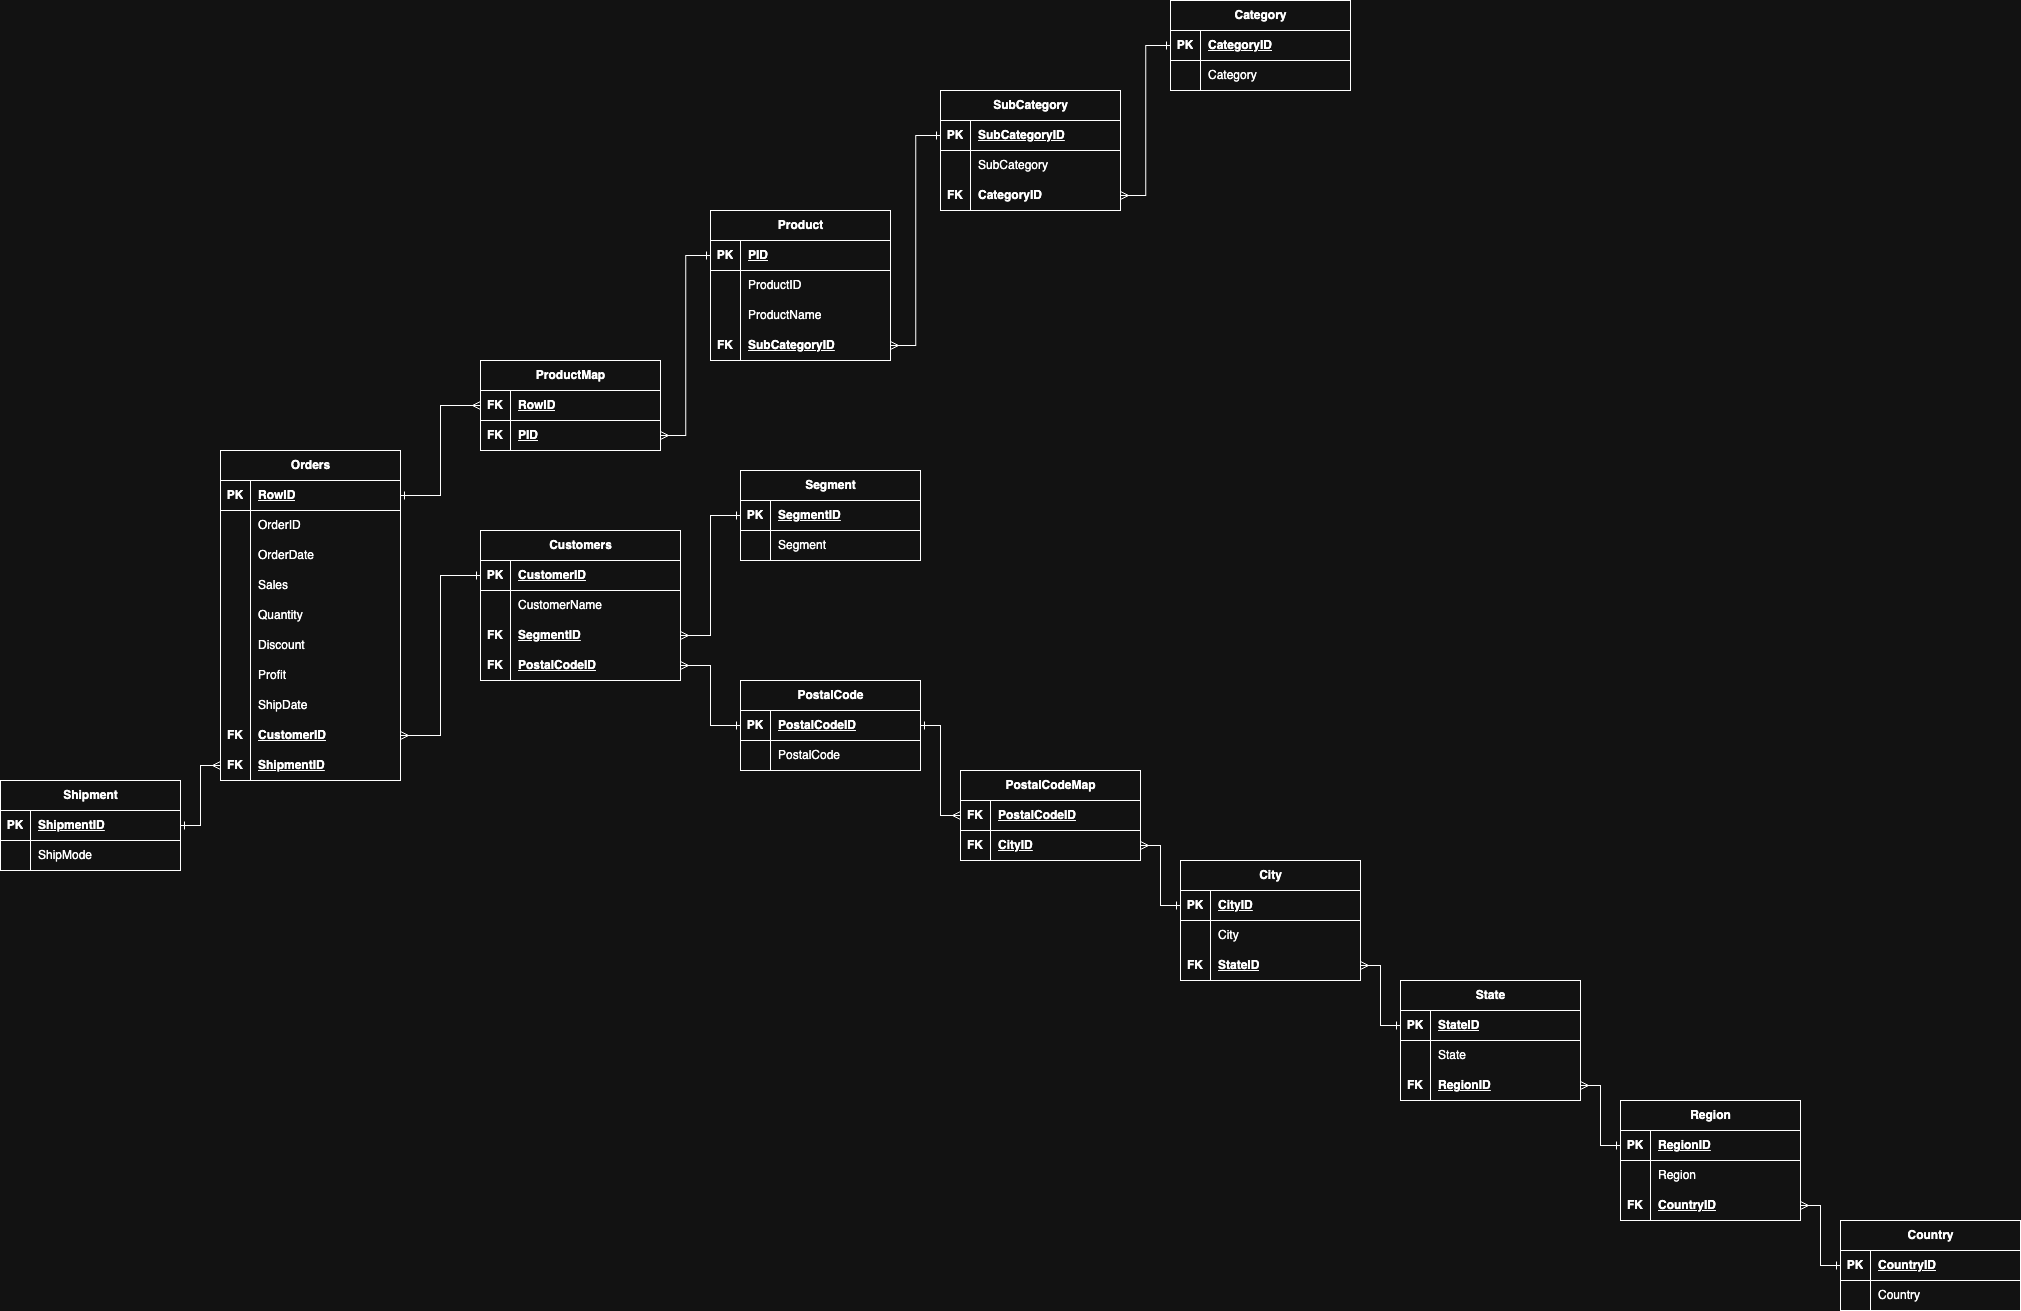 Category
PK CategoryID
Category
SubCategory
PK SubCategoryID
SubCategory
FK CategoryID
Product
PK PID
ProductID
ProductName
FK SubCategoryID
ProductMap
FK RowID
FK PID
Orders
PK RowID
OrderID
OrderDate
Sales
Quantity
Discount
Profit
ShipDate
FK CustomerID
FK ShipmentID
Segment
PK SegmentID
Segment
Customers
PK CustomerID
CustomerName
FK SegmentID
FK PostalCodeID
PostalCode
PK PostalCodeID
PostalCode
Shipment
PK ShipmentID
ShipMode
PostalCodeMap
FK PostalCodeID
FK CityID
City
PK CityID
City
FK StateID
State
PK StateID
State
FK RegionID
Region
PK RegionID
Region
FK CountryID
Country
PK CountryID
Country